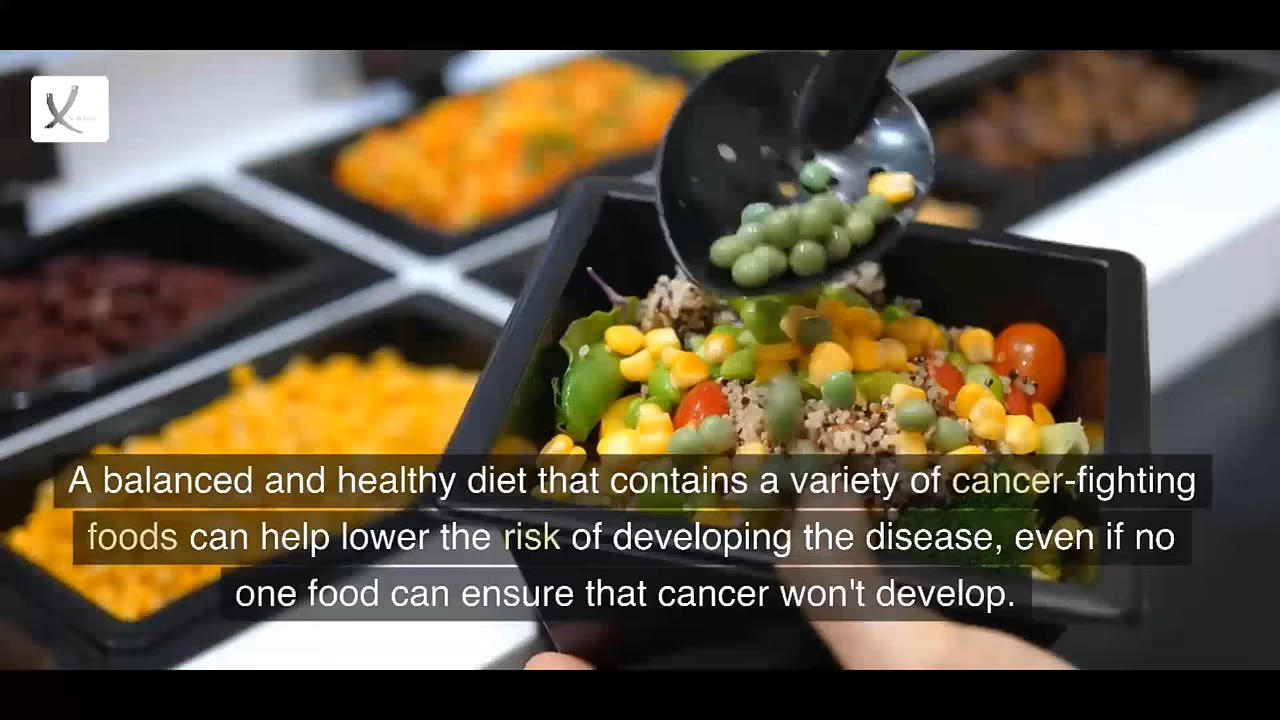 A balanced and healthy diet that contains a variety of cancer-fighting
foods can help lower the risk of developing the disease, even if no
one food can ensure that cancer won't develop.